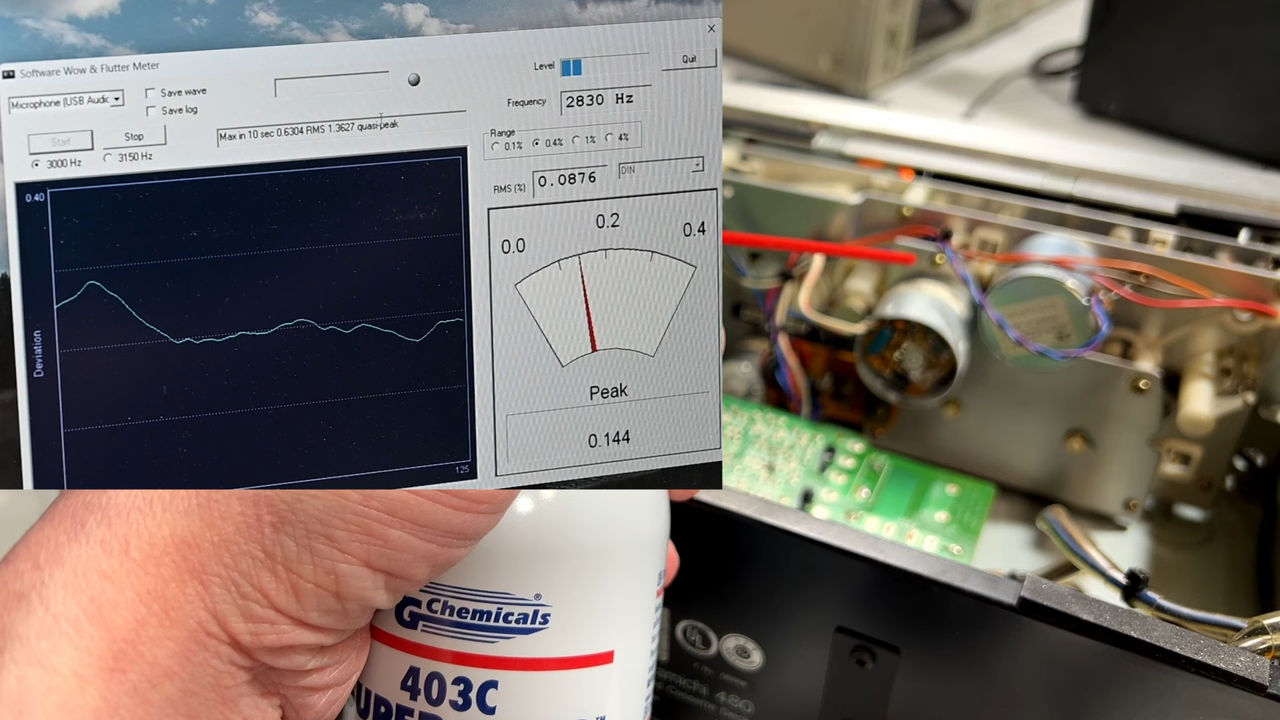 Software Wow & Flutter Meter
Microphone (USB Audic
Save wave
Save log
Level
Quit
Frequency
2830 Hz
Start
Stop
Max in 10 sec 0.6304 RMS 1.3627 quasi-peak
3000 Hz
3150 Hz
Range
0.1%
0.4%
1%
4%
RMS (%)
0.0876
DIN
0.40
Deviation
125
0.0
0.2
0.4
Peak
0.144
G Chemicals®
403C